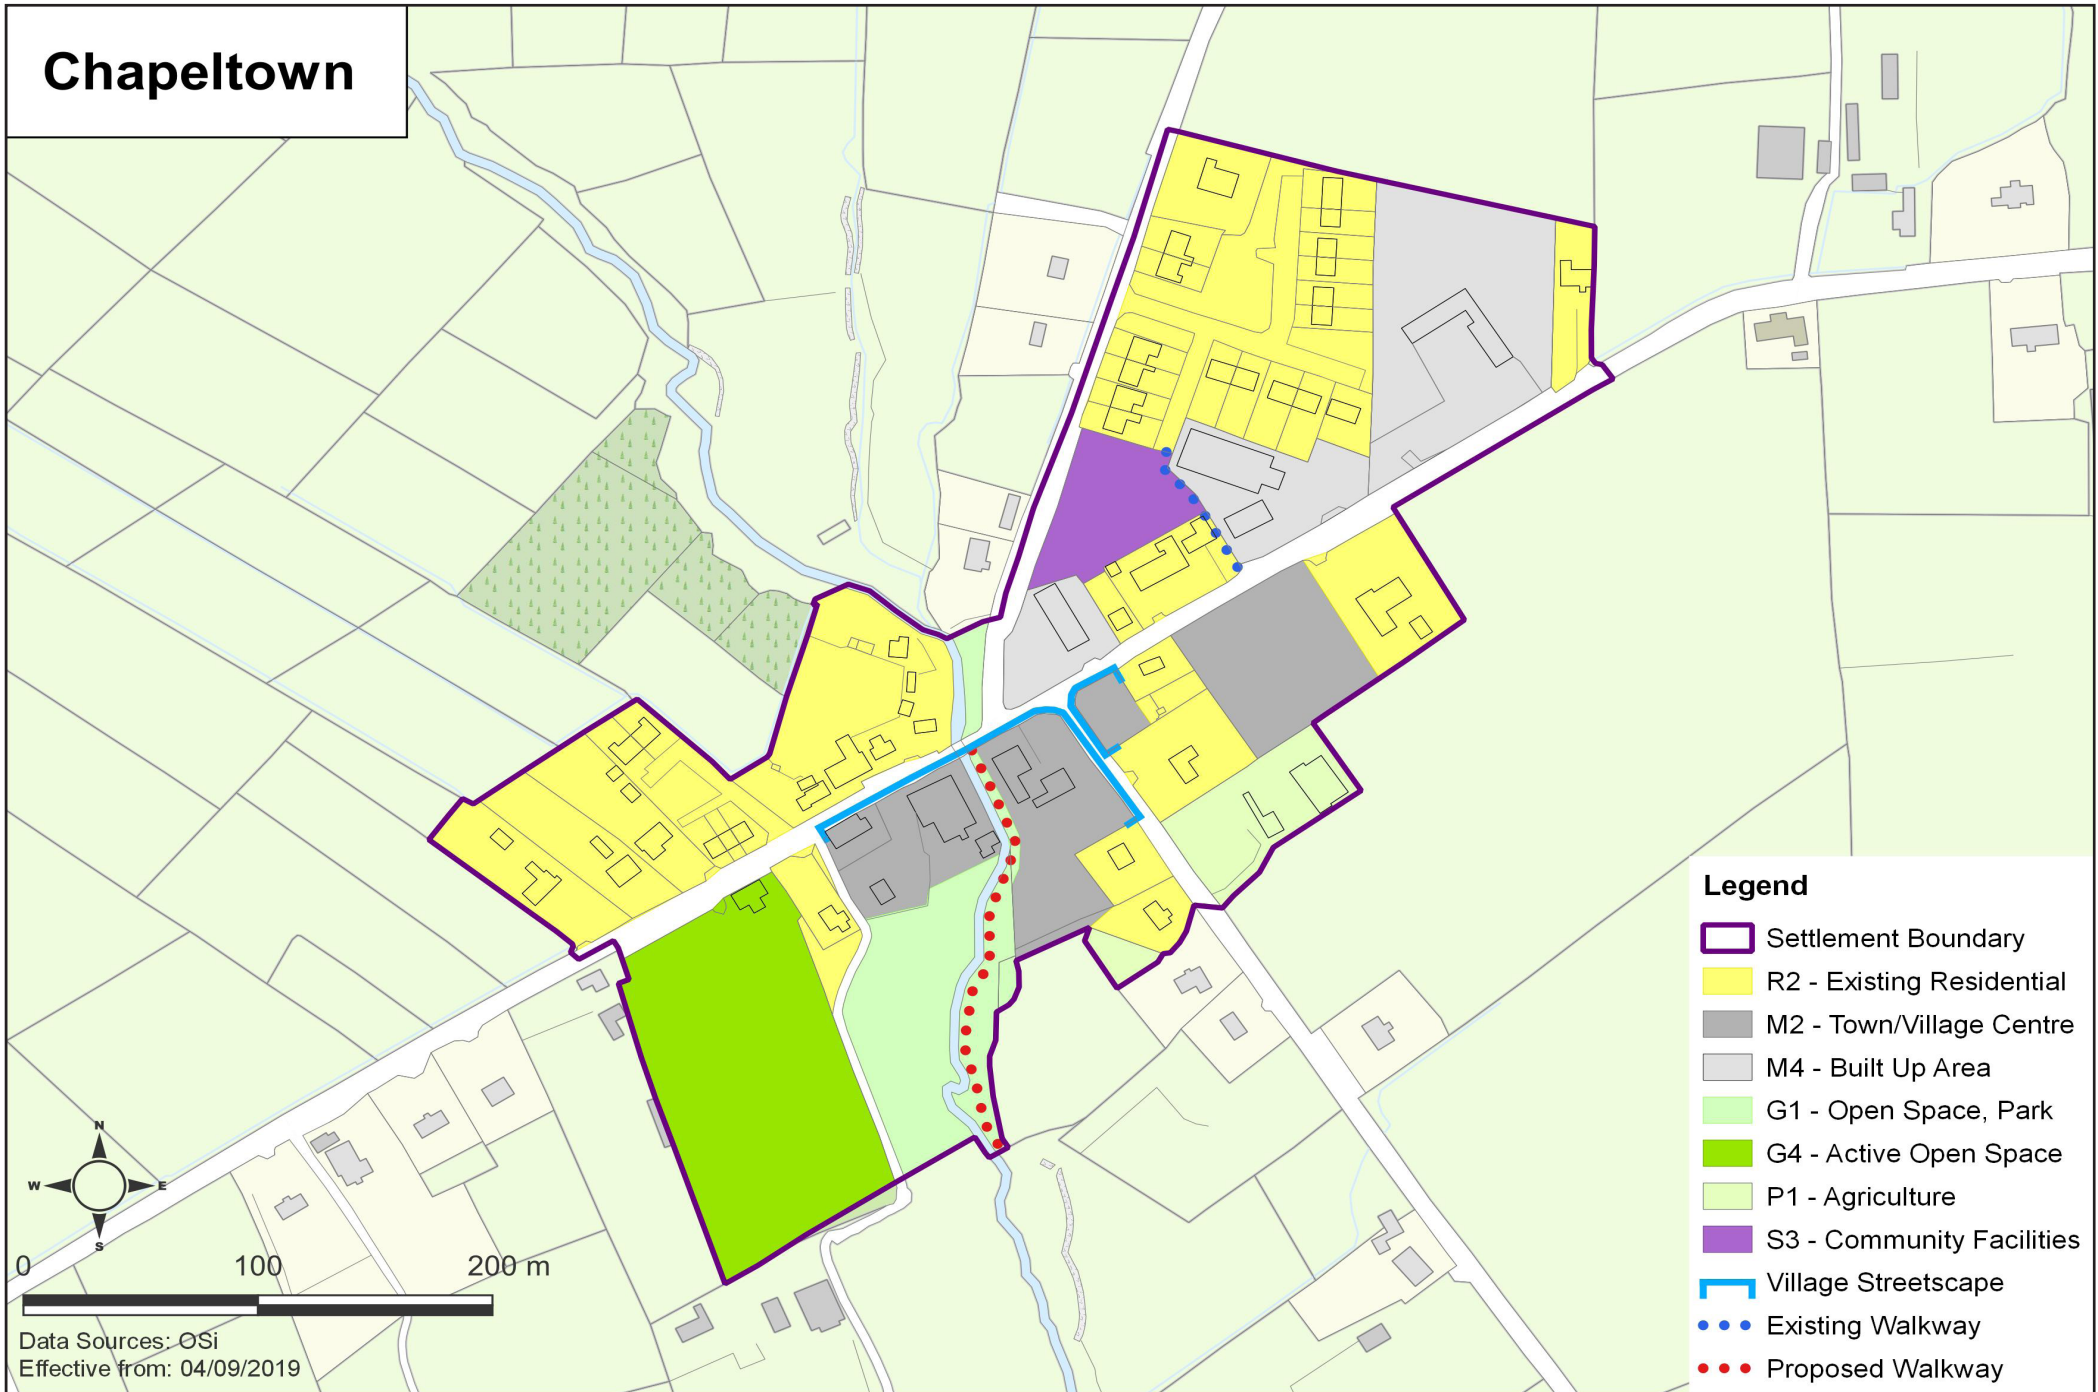 Chapeltown
Legend
Settlement Boundary
R2 - Existing Residential
M2 - Town/Village Centre
M4 - Built Up Area
G1 - Open Space, Park
G4 - Active Open Space
P1 - Agriculture
S3 - Community Facilities
Village Streetscape
Existing Walkway
Proposed Walkway
N
W
E
S
0 100 200 m
Data Sources: OSi
Effective from: 04/09/2019